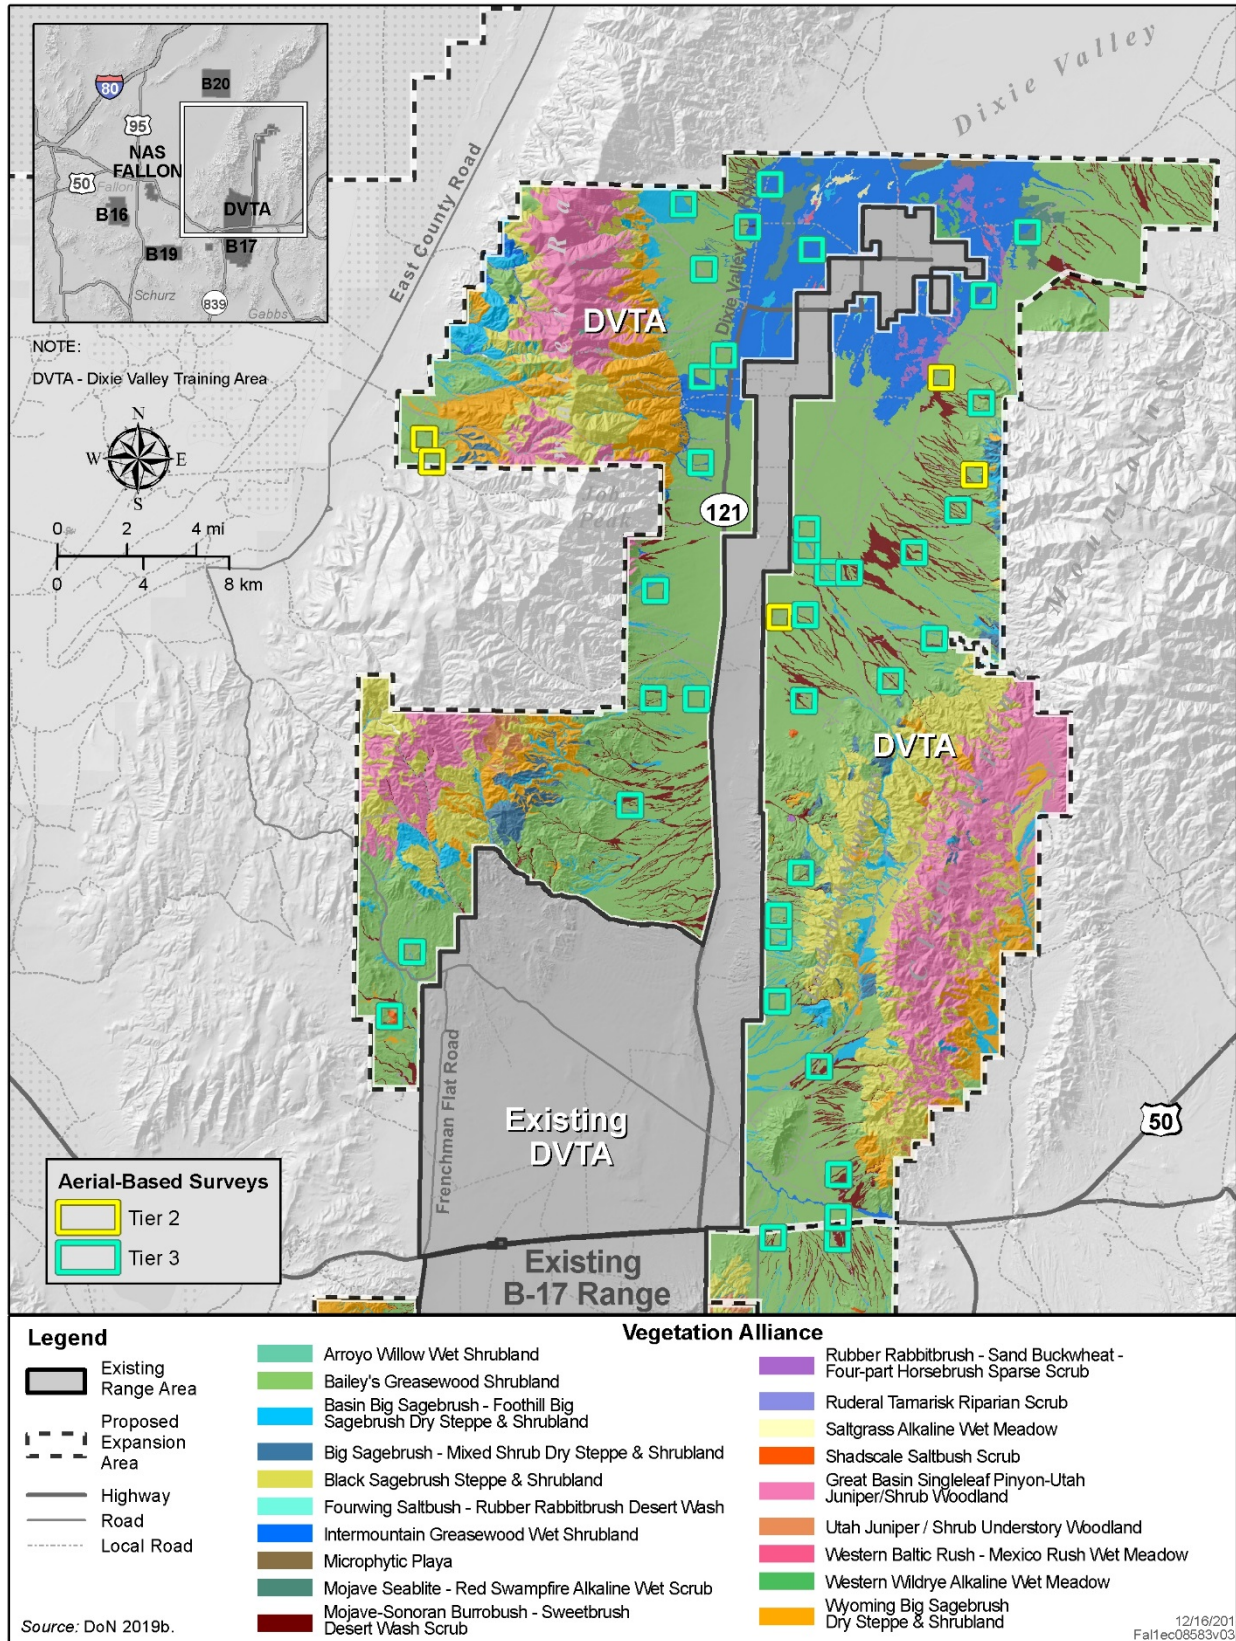 Dixie Valley
80
B20
95
NAS
FALLON
50
Fallon
B16
DVTA
B19
B17
Schurz
839
Gabbs
East County Road
NOTE:
DVTA - Dixie Valley Training Area
N
W E
S
0 2 4 mi
0 4 8 km
DVTA
Dixie Valley Road
Job
Peak
121
Mountains
DVTA
Frenchman Flat Road
Existing
DVTA
50
Existing
B-17 Range
Aerial-Based Surveys
Tier 2
Tier 3
Legend
Existing
Range Area
Proposed
Expansion
Area
Highway
Road
Local Road
Source: DoN 2019b.
Vegetation Alliance
Arroyo Willow Wet Shrubland
Bailey's Greasewood Shrubland
Basin Big Sagebrush - Foothill Big
Sagebrush Dry Steppe & Shrubland
Big Sagebrush - Mixed Shrub Dry Steppe & Shrubland
Black Sagebrush Steppe & Shrubland
Fourwing Saltbush - Rubber Rabbitbrush Desert Wash
Intermountain Greasewood Wet Shrubland
Microphytic Playa
Mojave Seablite - Red Swampfire Alkaline Wet Scrub
Mojave-Sonoran Burrobush - Sweetbrush
Desert Wash Scrub
Rubber Rabbitbrush - Sand Buckwheat -
Four-part Horsebrush Sparse Scrub
Ruderal Tamarisk Riparian Scrub
Saltgrass Alkaline Wet Meadow
Shadscale Saltbush Scrub
Great Basin Singleleaf Pinyon-Utah
Juniper/Shrub Woodland
Utah Juniper / Shrub Understory Woodland
Western Baltic Rush - Mexico Rush Wet Meadow
Western Wildrye Alkaline Wet Meadow
Wyoming Big Sagebrush
Dry Steppe & Shrubland
12/16/201
Fal1ec08583v03